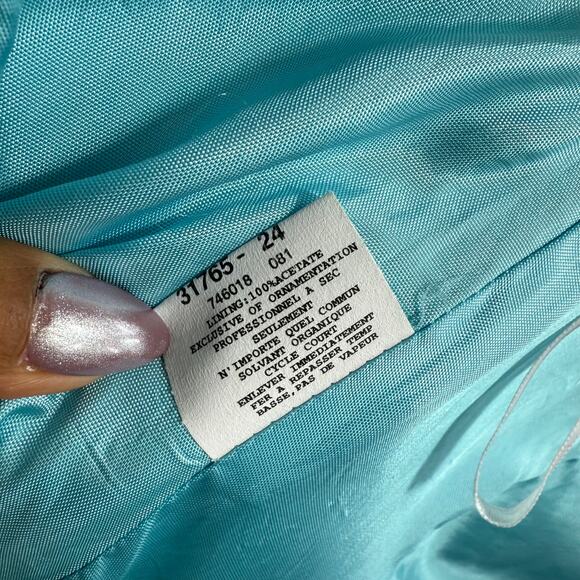 31765- 24
746018 081
LINING:100%ACETATE
EXCLUSIVE OF ORNAMENTATION
PROFESSIONNEL A SEC
SEULEMENT
N'IMPORTE QUEL COMMUN
SOLVANT ORGANIQUE
CYCLE COURT
ENLEVER IMMEDIATEMENT
FER A REPASSER TEMP
BASSE,PAS DE VAPEUR